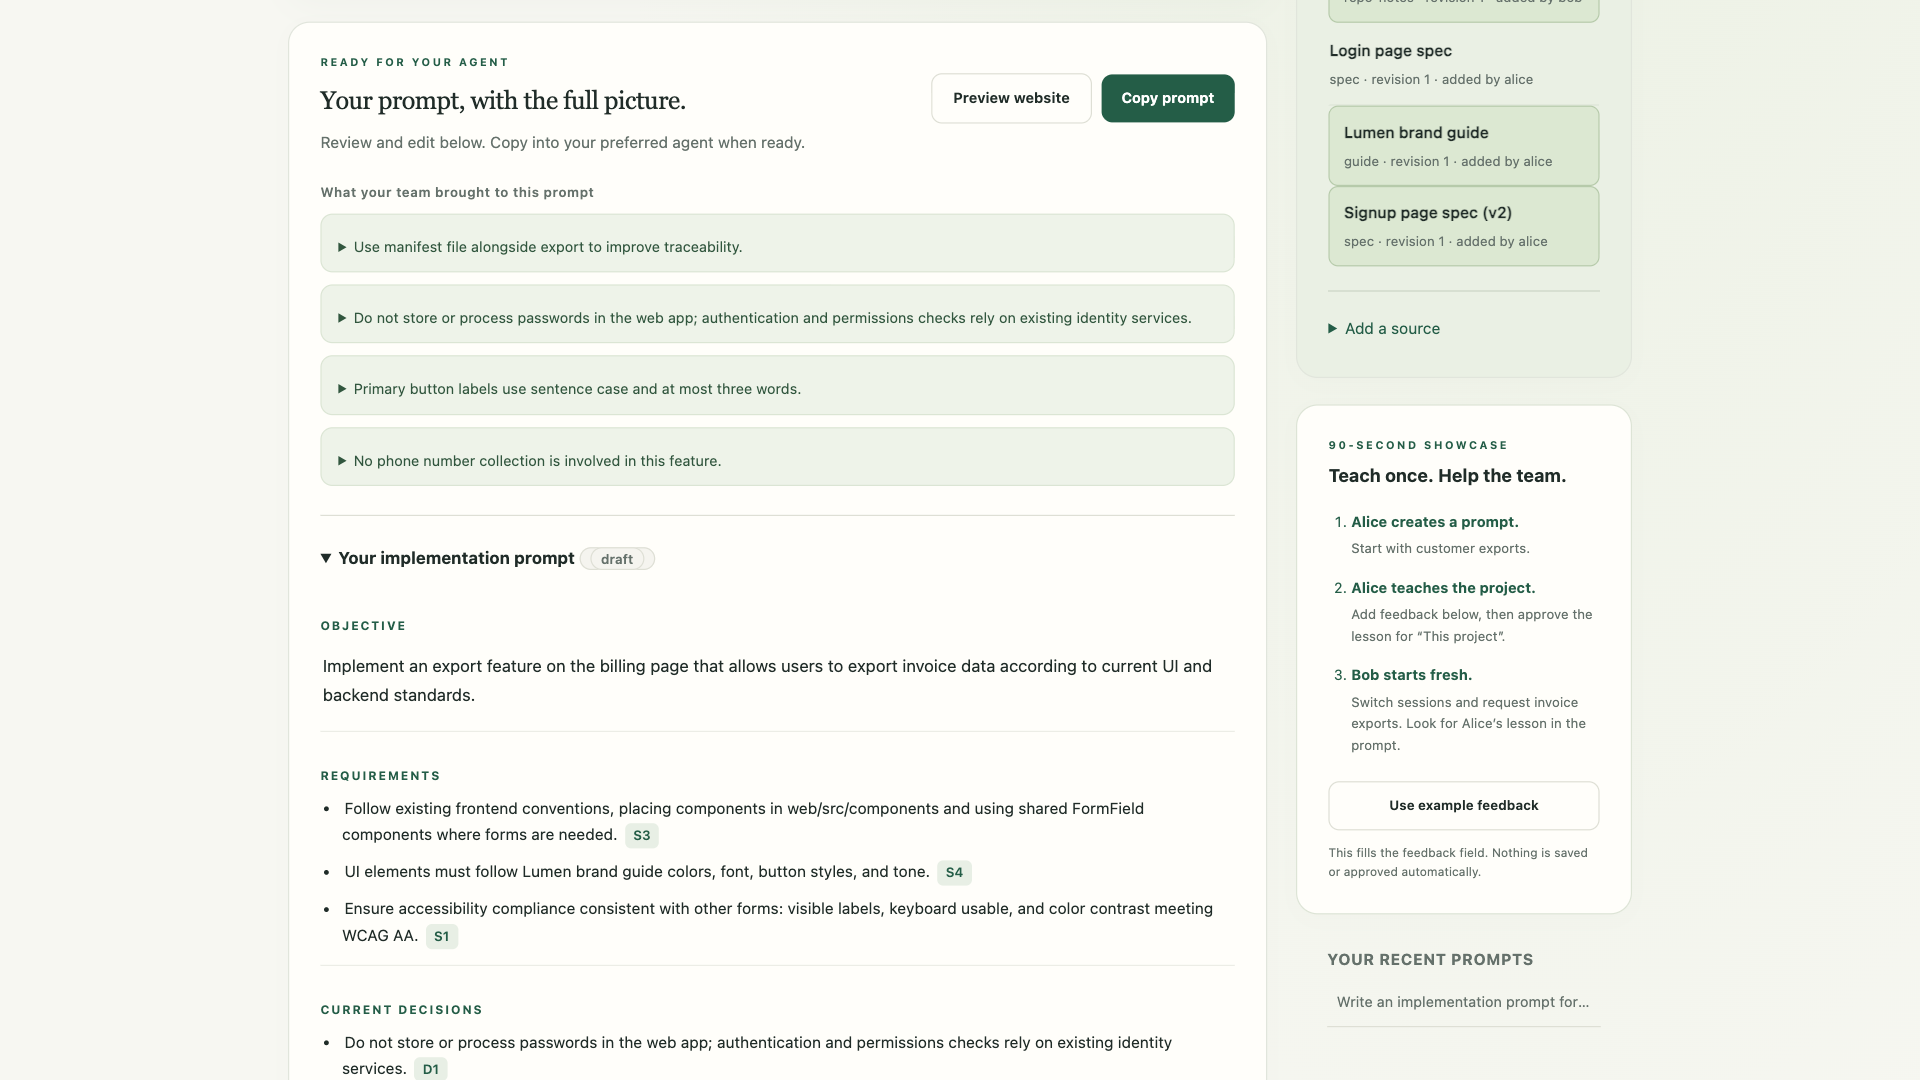 READY FOR YOUR AGENT
Your prompt, with the full picture.
Review and edit below. Copy into your preferred agent when ready.
Preview website
Copy prompt
What your team brought to this prompt
Use manifest file alongside export to improve traceability.
Do not store or process passwords in the web app; authentication and permissions checks rely on existing identity services.
Primary button labels use sentence case and at most three words.
No phone number collection is involved in this feature.
Your implementation prompt draft
OBJECTIVE
Implement an export feature on the billing page that allows users to export invoice data according to current UI and
backend standards.
REQUIREMENTS
• Follow existing frontend conventions, placing components in web/src/components and using shared FormField
components where forms are needed. S3
• UI elements must follow Lumen brand guide colors, font, button styles, and tone. S4
• Ensure accessibility compliance consistent with other forms: visible labels, keyboard usable, and color contrast meeting
WCAG AA. S1
CURRENT DECISIONS
• Do not store or process passwords in the web app; authentication and permissions checks rely on existing identity
services. D1
Login page spec
spec · revision 1 · added by alice
Lumen brand guide
guide · revision 1 · added by alice
Signup page spec (v2)
spec · revision 1 · added by alice
Add a source
90-SECOND SHOWCASE
Teach once. Help the team.
1. Alice creates a prompt.
Start with customer exports.
2. Alice teaches the project.
Add feedback below, then approve the
lesson for “This project”.
3. Bob starts fresh.
Switch sessions and request invoice
exports. Look for Alice’s lesson in the
prompt.
Use example feedback
This fills the feedback field. Nothing is saved
or approved automatically.
YOUR RECENT PROMPTS
Write an implementation prompt for…